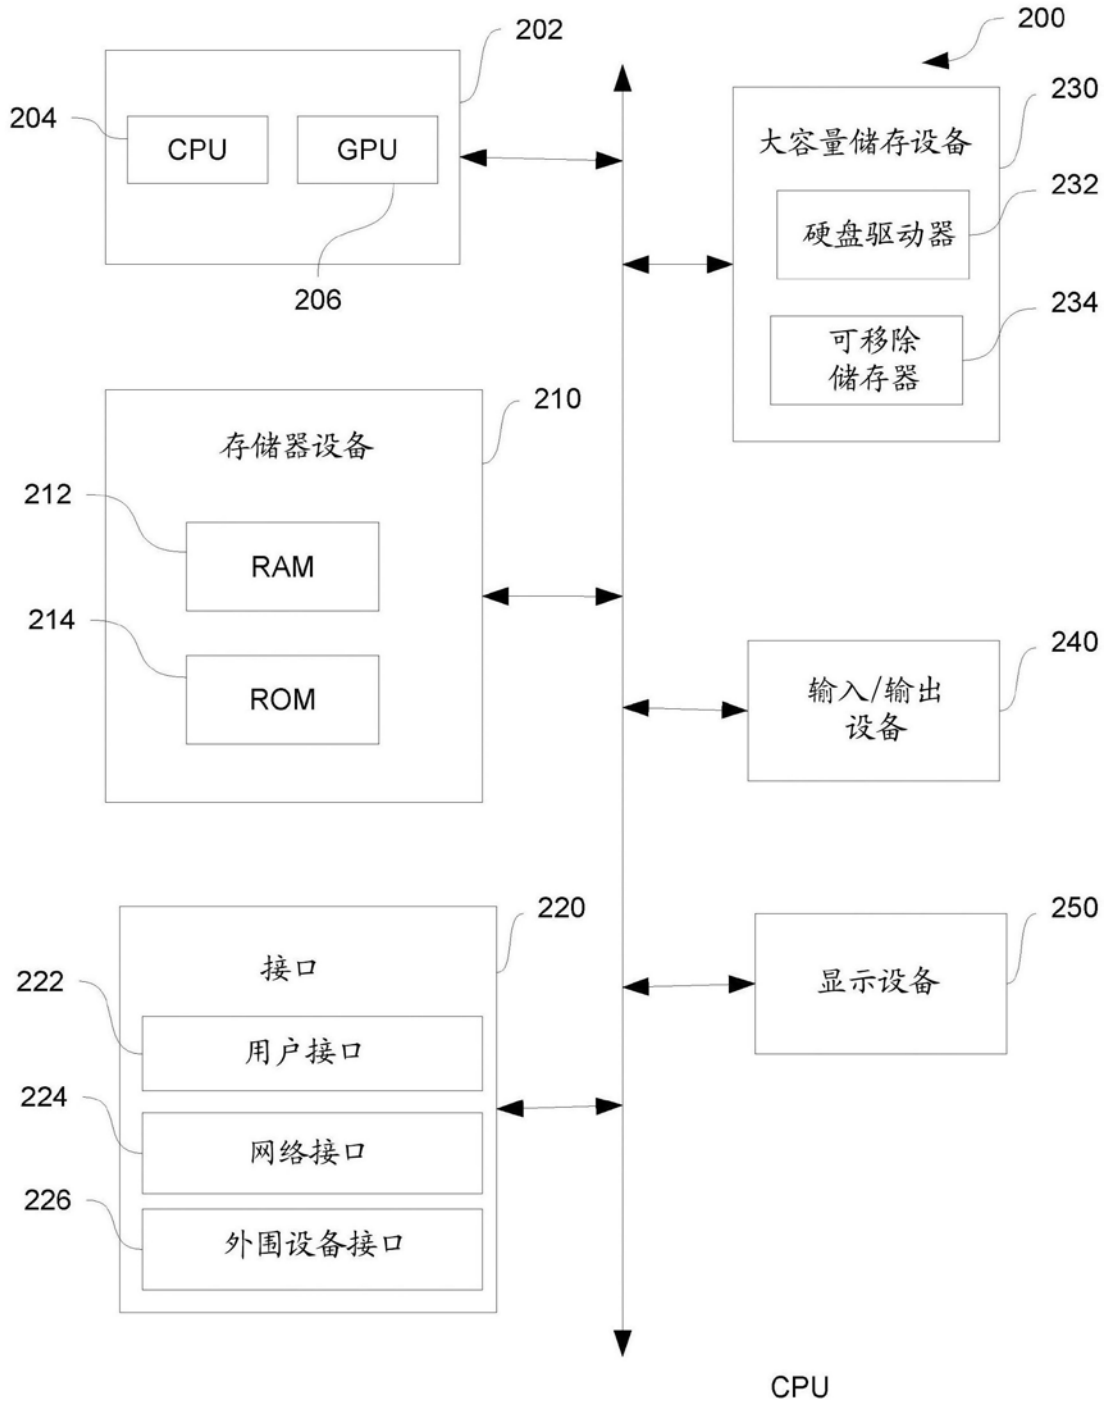 200
202
204
CPU
GPU
206
230
大容量储存设备
232
硬盘驱动器
234
可移除
储存器
210
存储器设备
212
RAM
214
ROM
240
输入/输出
设备
220
接口
222
用户接口
224
网络接口
226
外围设备接口
250
显示设备
CPU